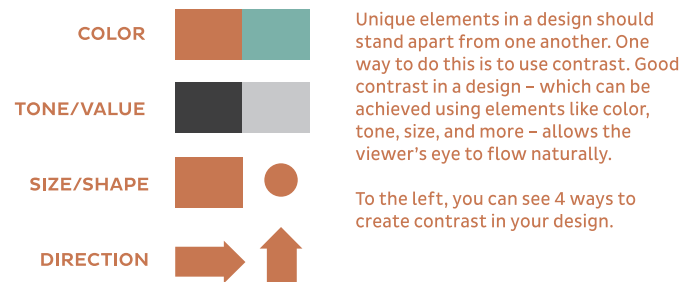 COLOR
TONE/VALUE
SIZE/SHAPE
DIRECTION
Unique elements in a design should
stand apart from one another. One
way to do this is to use contrast. Good
contrast in a design – which can be
achieved using elements like color,
tone, size, and more – allows the
viewer’s eye to flow naturally.
To the left, you can see 4 ways to
create contrast in your design.